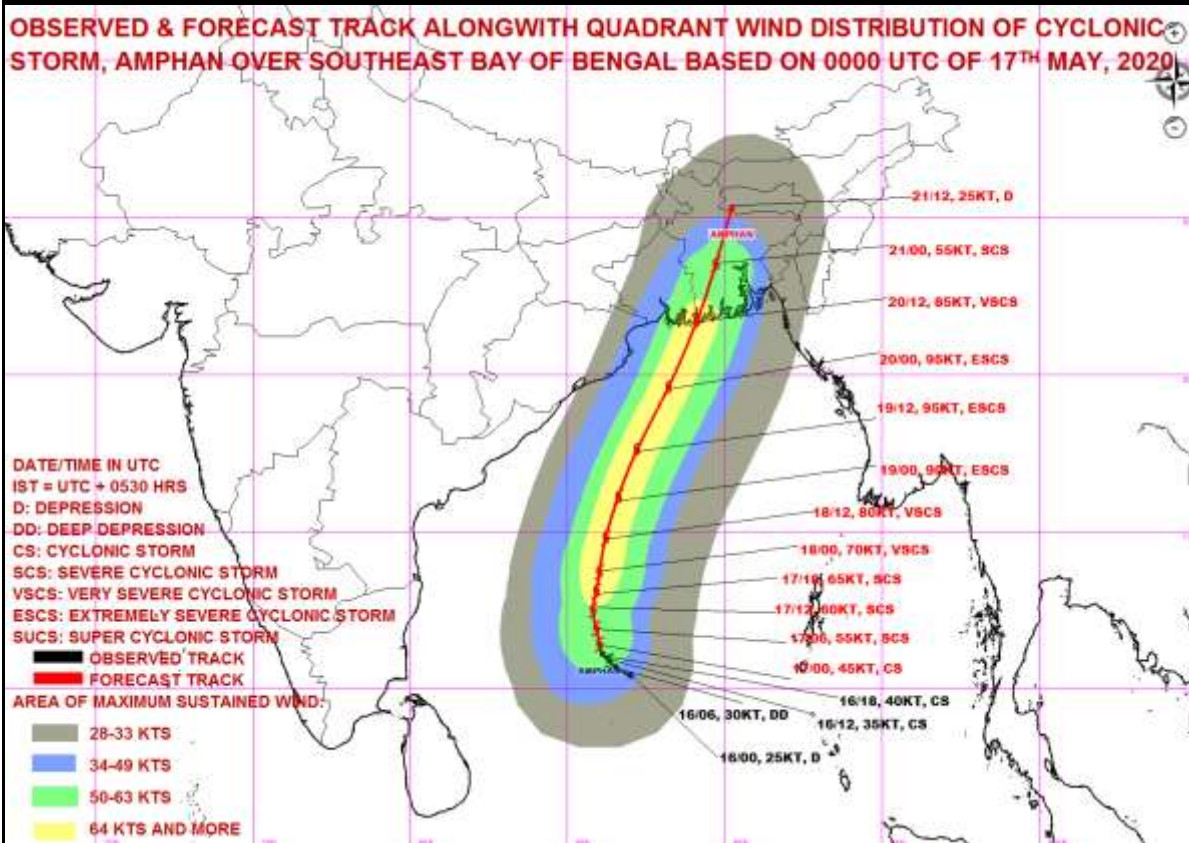 OBSERVED & FORECAST TRACK ALONGWITH QUADRANT WIND DISTRIBUTION OF CYCLONIC
STORM, AMPHAN OVER SOUTHEAST BAY OF BENGAL BASED ON 0000 UTC OF 17TH MAY, 2020
21/12, 25KT, D
AMPHAN
21/00, 55KT, SCS
20/12, 85KT, VSCS
20/00, 95KT, ESCS
19/12, 95KT, ESCS
19/00, 90KT, ESCS
18/12, 80KT, VSCS
18/00, 70KT, VSCS
17/18, 65KT, SCS
17/12, 60KT, SCS
17/06, 55KT, SCS
17/00, 45KT, CS
AMPHAN
16/18, 40KT, CS
16/12, 35KT, CS
16/06, 30KT, DD
16/00, 25KT, D
DATE/TIME IN UTC
IST = UTC + 0530 HRS
D: DEPRESSION
DD: DEEP DEPRESSION
CS: CYCLONIC STORM
SCS: SEVERE CYCLONIC STORM
VSCS: VERY SEVERE CYCLONIC STORM
ESCS: EXTREMELY SEVERE CYCLONIC STORM
SUCS: SUPER CYCLONIC STORM
OBSERVED TRACK
FORECAST TRACK
AREA OF MAXIMUM SUSTAINED WIND:
28-33 KTS
34-49 KTS
50-63 KTS
64 KTS AND MORE